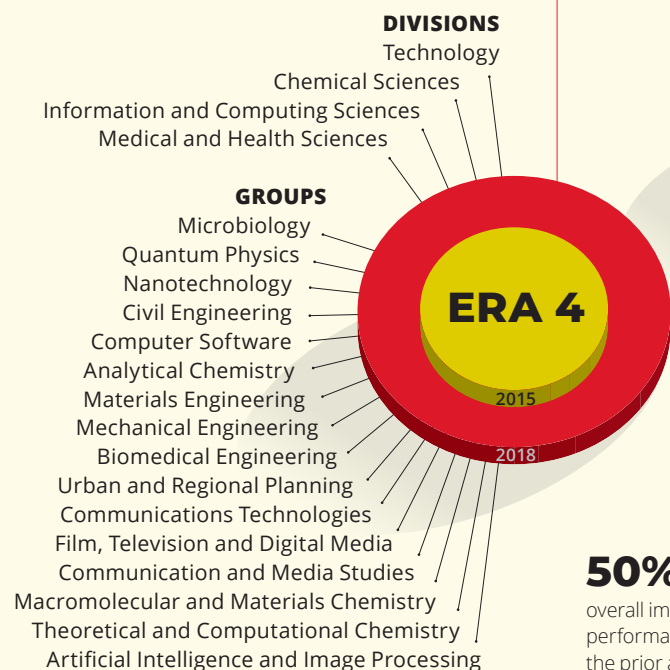 DIVISIONS
Technology
Chemical Sciences
Information and Computing Sciences
Medical and Health Sciences
GROUPS
Microbiology
Quantum Physics
Nanotechnology
Civil Engineering
Computer Software
Analytical Chemistry
Materials Engineering
Mechanical Engineering
Biomedical Engineering
Urban and Regional Planning
Communications Technologies
Film, Television and Digital Media
Communication and Media Studies
Macromolecular and Materials Chemistry
Theoretical and Computational Chemistry
Artificial Intelligence and Image Processing
ERA 4
2015
2018
50%
overall im
performa
the prior a